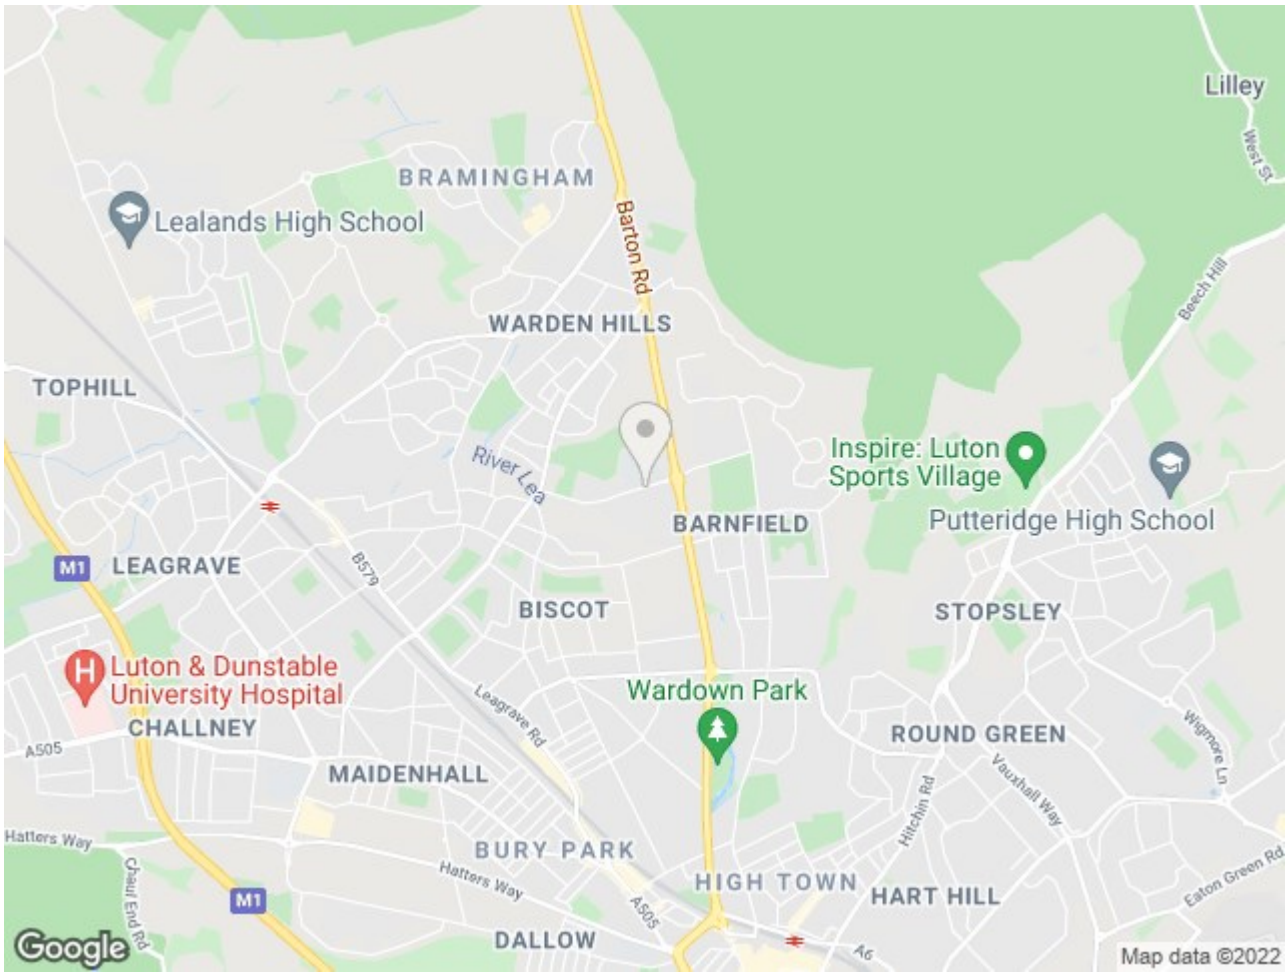 Lilley
West St
BRAMINGHAM
Lealands High School
Barton Rd
Beech Hill
WARDEN HILLS
TOPHILL
River Lea
Inspire: Luton
Sports Village
Putteridge High School
BARNFIELD
M1
LEAGRAVE
B579
BISCOT
STOPSLEY
Luton & Dunstable
University Hospital
Wardown Park
Leagrave Rd
CHALLNEY
A505
ROUND GREEN
Wigmore Ln
MAIDENHALL
Vauxhall Way
Hitchin Rd
Hatters Way
BURY PARK
Hatters Way
HIGH TOWN
HART HILL
Eaton Green Rd
Chaul End Rd
M1
A505
DALLOW
A6
Google
Map data ©2022
H